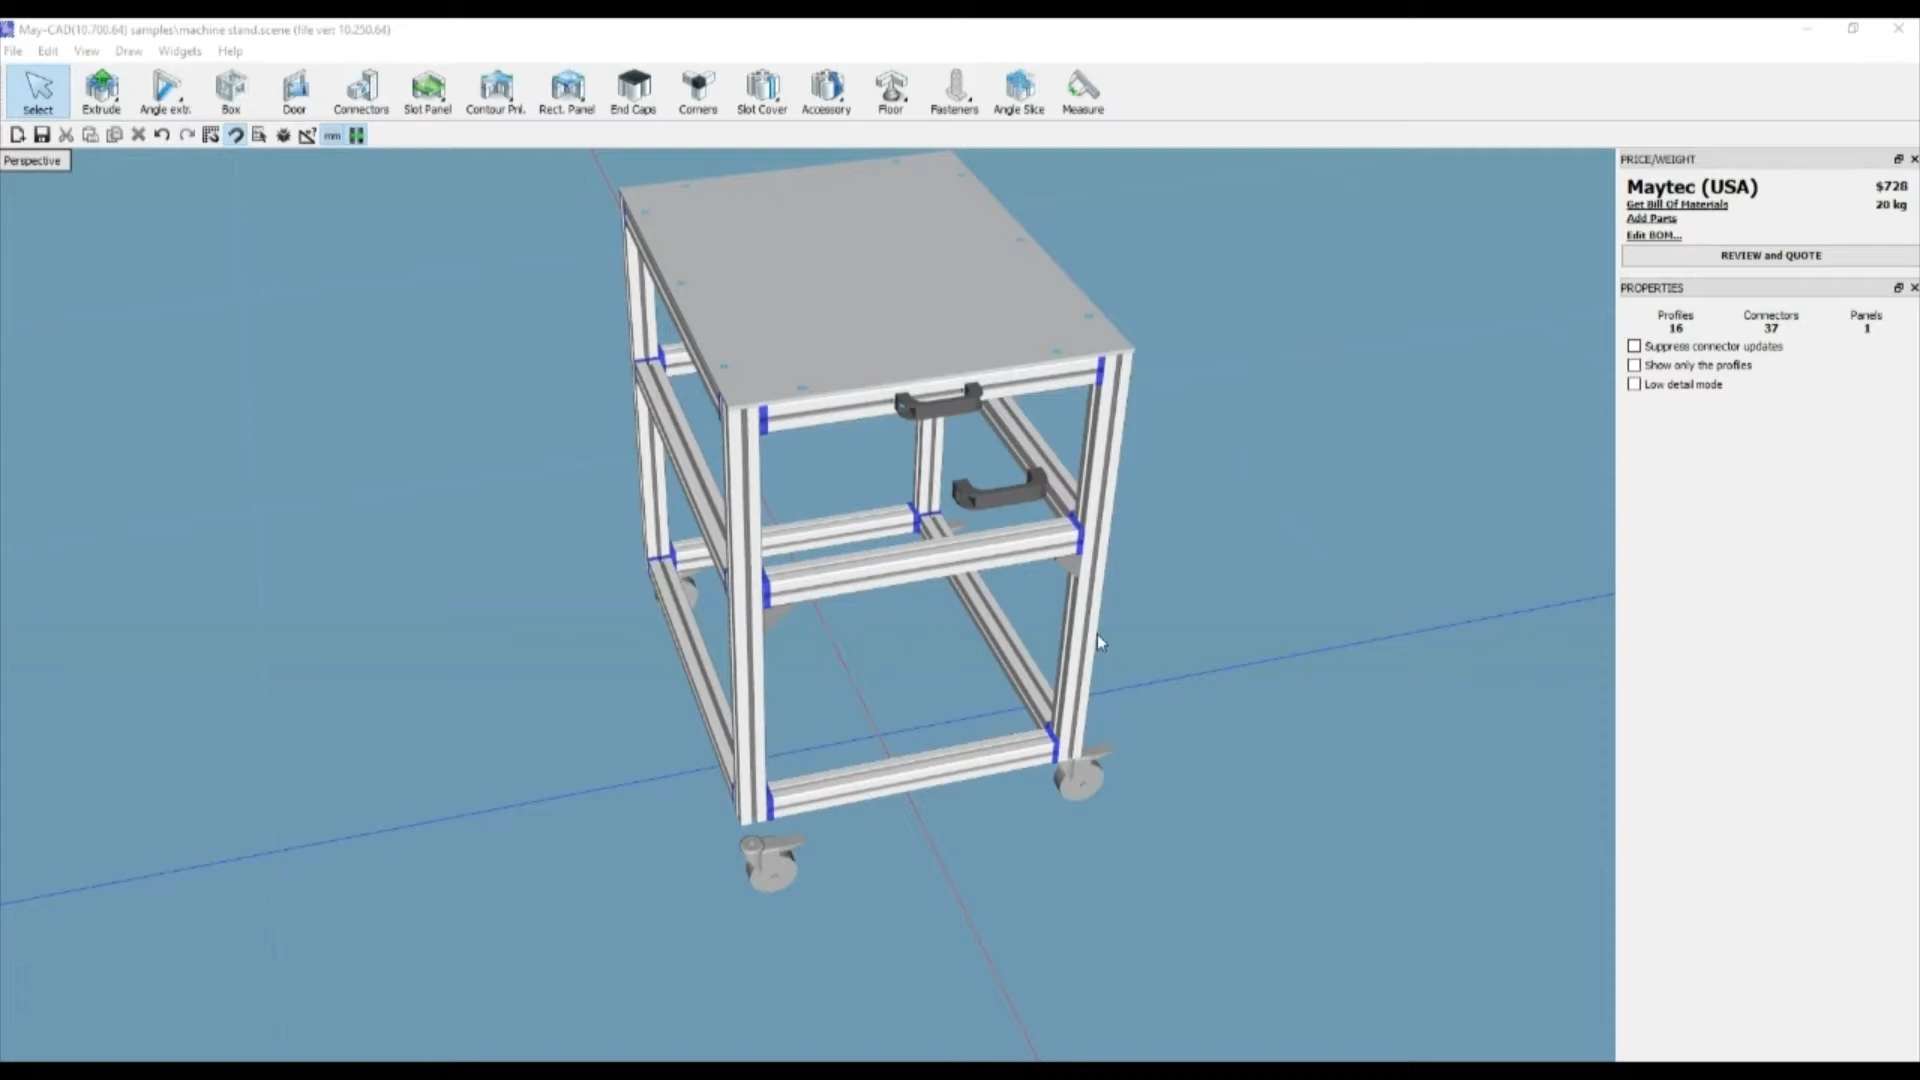 May-CAD(10.700.64) samples\machine stand.scene (file ver: 10.250.64)
File Edit View Draw Widgets Help
Select Extrude Angle extr. Box Door Connectors Slot Panel Contour Pnl. Rect. Panel End Caps Corners Slot Cover Accessory Floor Fasteners Angle Slice Measure
mm
Perspective
PRICE/WEIGHT
Maytec (USA) $728
Get Bill Of Materials 20 kg
Add Parts
Edit BOM...
REVIEW and QUOTE
PROPERTIES
Profiles Connectors Panels
16 37 1
Suppress connector updates
Show only the profiles
Low detail mode